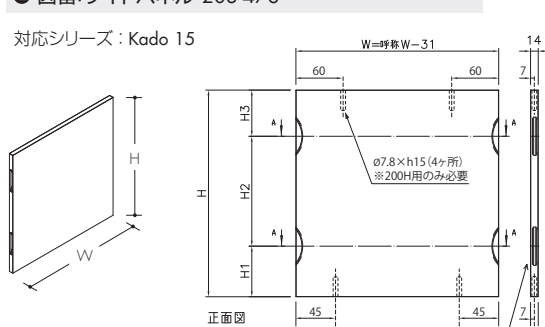 対応シリーズ：Kado 15
W=呼称W−31
14
60
60
7
H3
A
A
ø7.8×h15(4ヶ所)
※200H用のみ必要
H
H
H2
W
A
A
H1
正面図
45
45
7